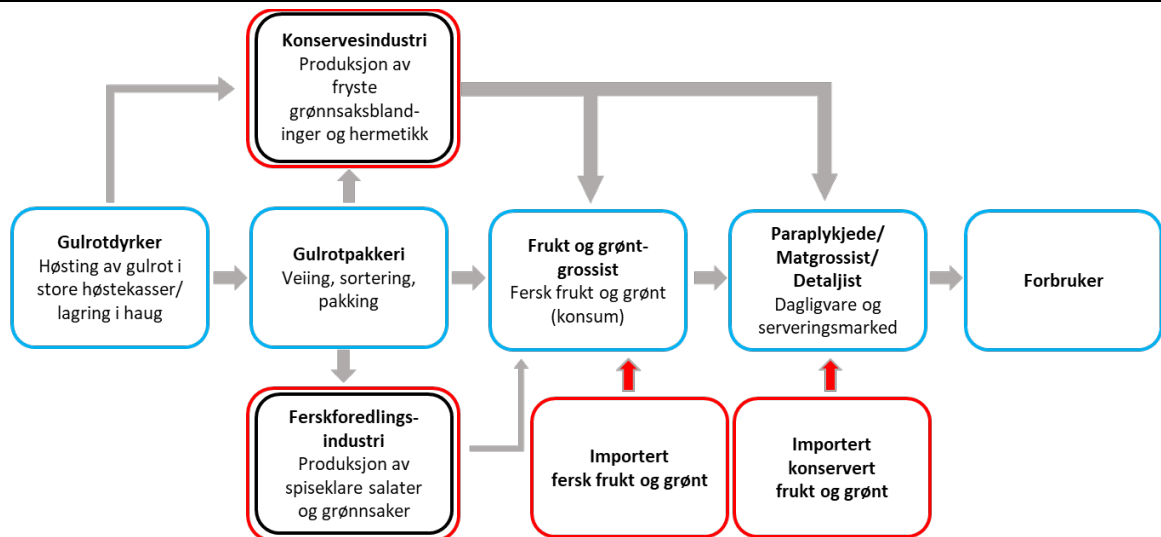 Konservesindustri
Produksjon av
fryste
grønnsaksbland-
inger og hermetikk
Gulrotdyrker
Høsting av gulrot i
store høstekasser/
lagring i haug
Gulrotpakkeri
Veiing, sortering,
pakking
Frukt og grønt-
grossist
Fersk frukt og grønt
(konsum)
Paraplykjede/
Matgrossist/
Detaljist
Dagligvare og
serveringsmarked
Forbruker
Ferskforedlings-
industri
Produksjon av
spiseklare salater
og grønnsaker
Importert
fersk frukt og grønt
Importert
konservert
frukt og grønt